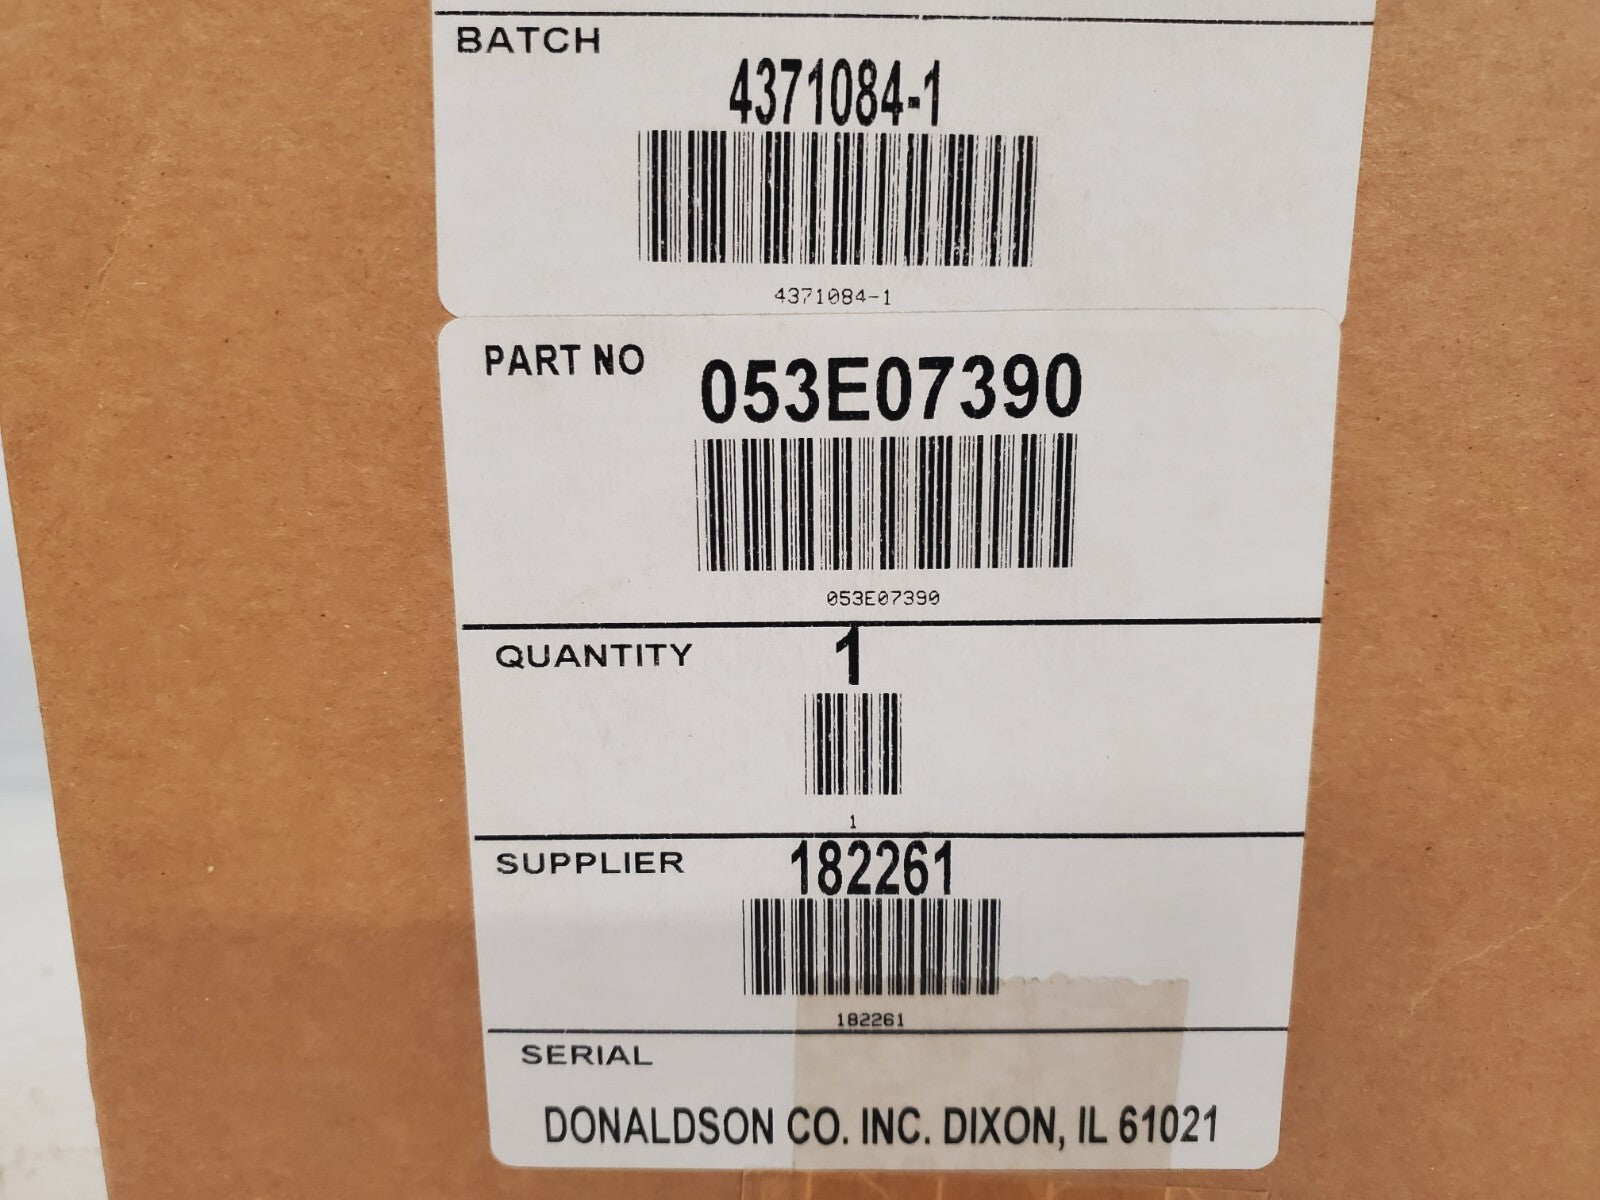 BATCH
4371084-1
4371084-1
PART NO
053E07390
053E07390
QUANTITY
1
1
SUPPLIER
182261
182261
SERIAL
DONALDSON CO. INC. DIXON, IL 61021